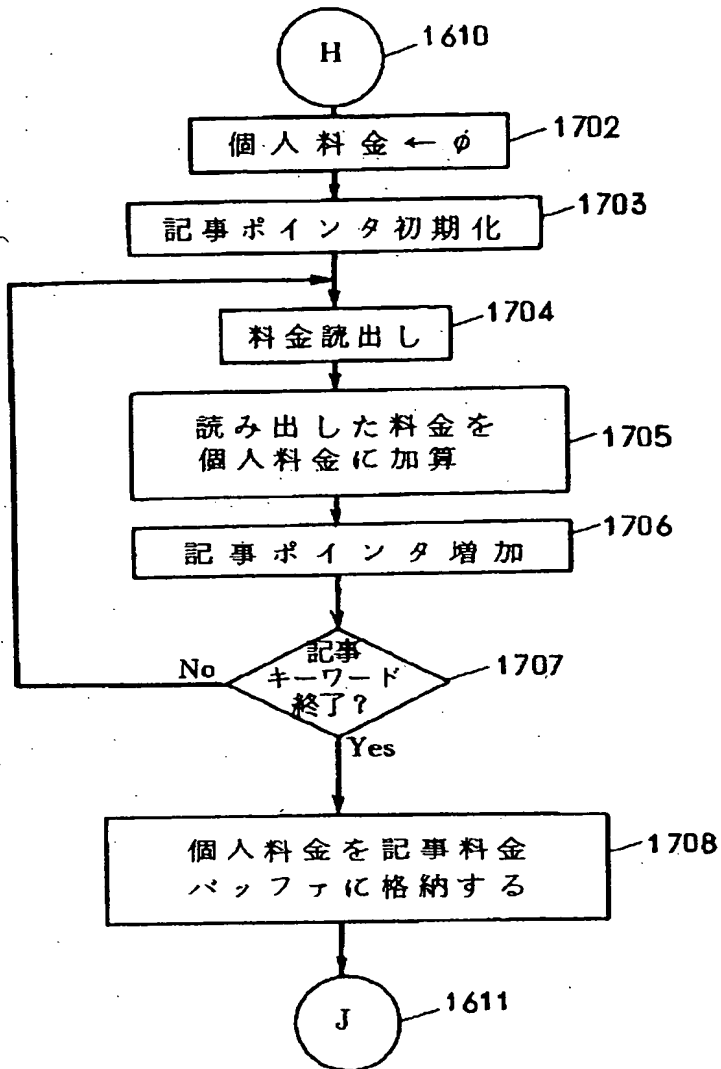 H
1610
個人料金←φ
1702
記事ポインタ初期化
1703
料金読出し
1704
読み出した料金を
個人料金に加算
1705
記事ポインタ増加
1706
記事
キーワード
終了?
1707
No
Yes
個人料金を記事料金
バッファに格納する
1708
J
1611